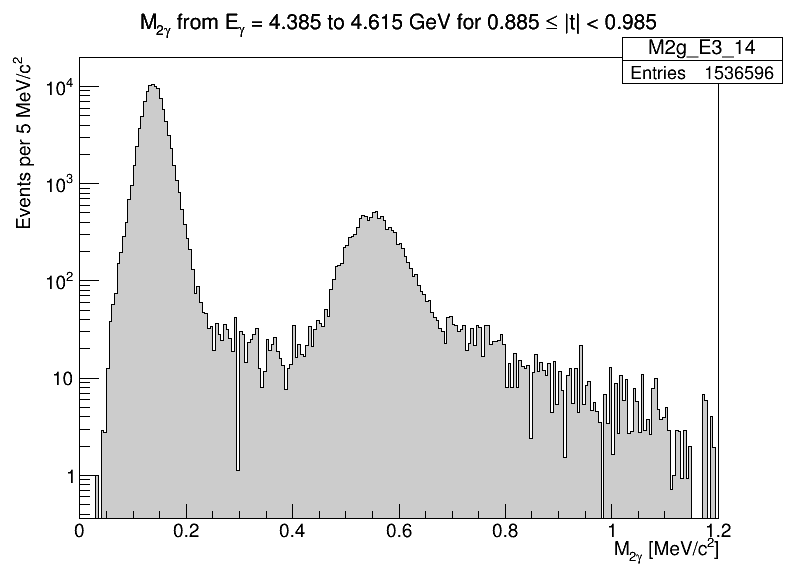 M₂γ from Eγ = 4.385 to 4.615 GeV for 0.885 ≤ |t| < 0.985
M2g_E3_14
Entries 1536596
Events per 5 MeV/c²
10⁴
10³
10²
10
1
0 0.2 0.4 0.6 0.8 1 1.2
M₂γ [MeV/c²]